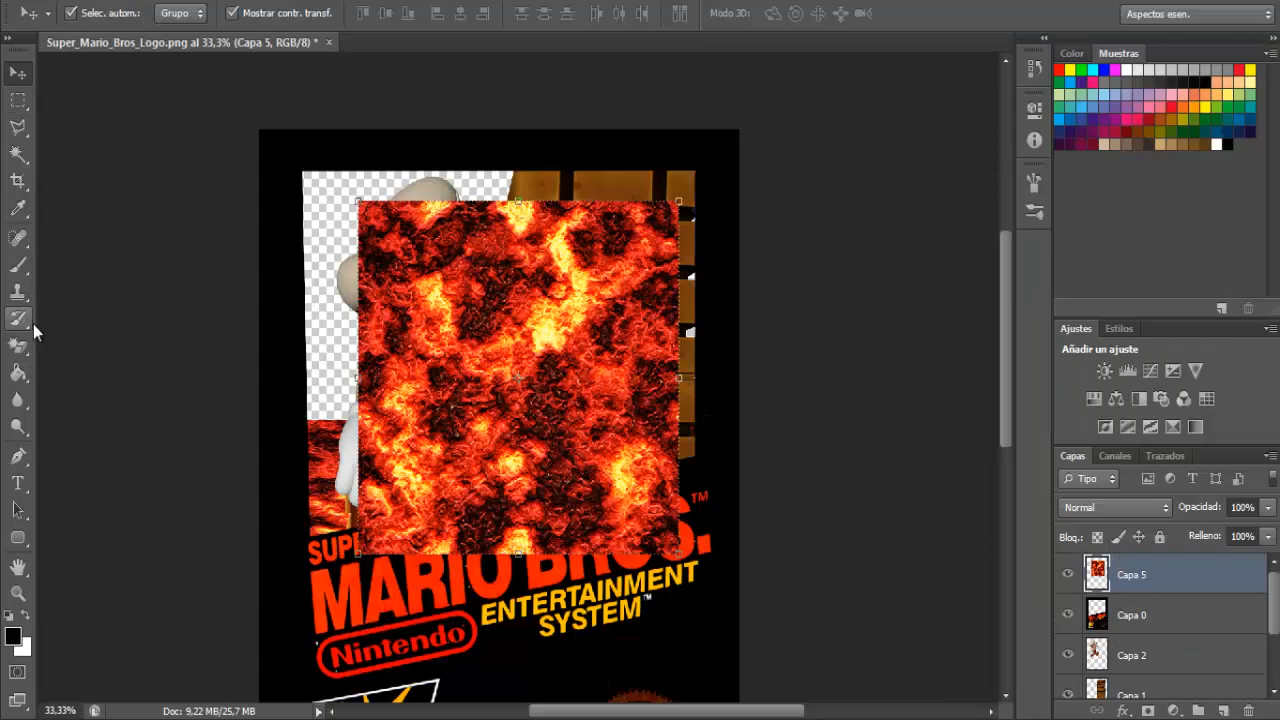 Selec. autom.: Grupo Mostrar contr. transf. Modo 3D: Aspectos esen.
Super_Mario_Bros_Logo.png al 33,3% (Capa 5, RGB/8) * ×
Color Muestras
Ajustes Estilos
Añadir un ajuste
Capas Canales Trazados
Tipo
Normal Opacidad: 100%
Bloq.: Relleno: 100%
Capa 5
Capa 0
Capa 2
Capa 1
S.™
MARIO BROS.
ENTERTAINMENT
SYSTEM™
Nintendo
33,33% Doc: 9,22 MB/25,7 MB